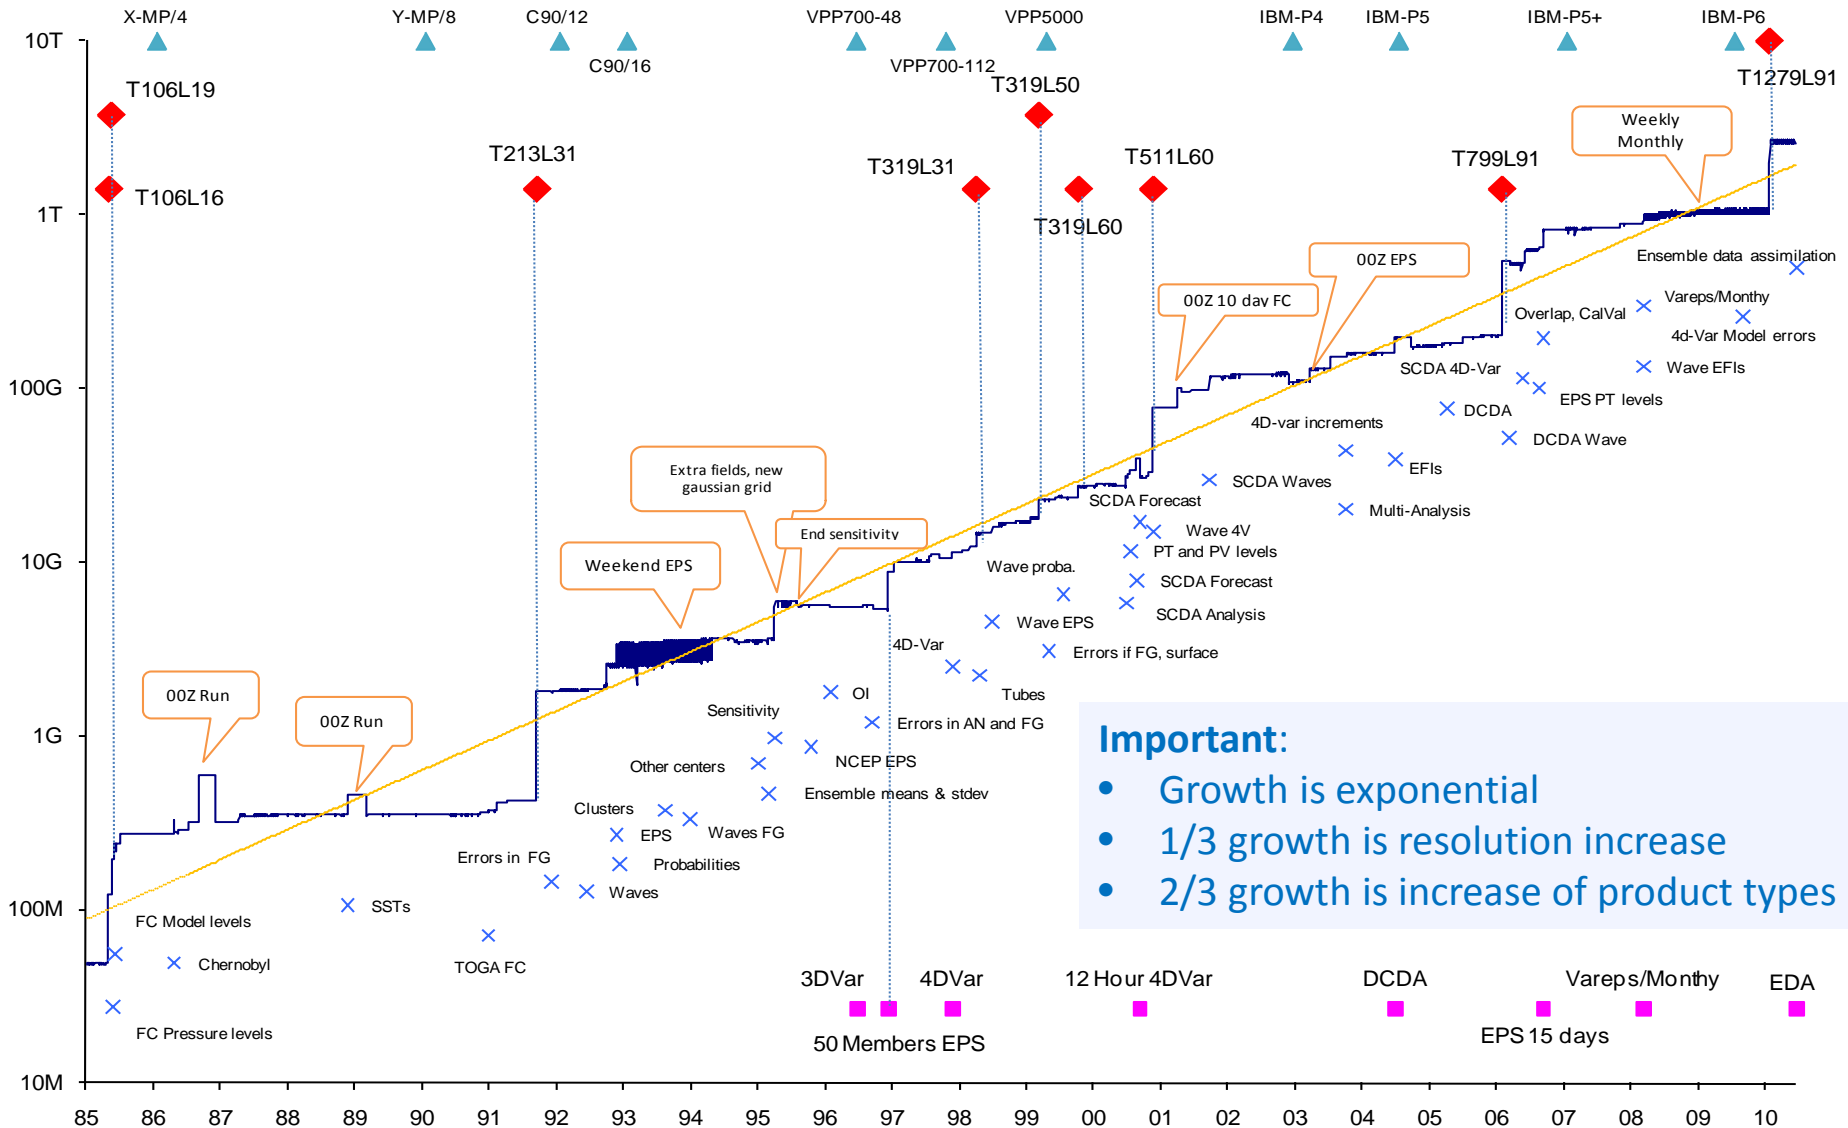 X-MP/4
Y-MP/8
C90/12
VPP700-48
VPP5000
IBM-P4
IBM-P5
IBM-P5+
IBM-P6
10T
C90/16
VPP700-112
T106L19
T319L50
T1279L91
Weekly
Monthly
T213L31
T319L31
T511L60
T799L91
T106L16
1T
T319L60
00Z EPS
Ensemble data assimilation
00Z 10 day FC
Vareps/Monthy
Overlap, CalVal
4d-Var Model errors
SCDA 4D-Var
Wave EFIs
100G
EPS PT levels
DCDA
4D-var increments
DCDA Wave
Extra fields, new
gaussian grid
EFIs
SCDA Waves
SCDA Forecast
Multi-Analysis
End sensitivity
Wave 4V
PT and PV levels
10G
Weekend EPS
Wave proba.
SCDA Forecast
SCDA Analysis
Wave EPS
4D-Var
Errors if FG, surface
00Z Run
OI
Tubes
00Z Run
Sensitivity
Errors in AN and FG
1G
NCEP EPS
Other centers
Ensemble means & stdev
Important:
• Growth is exponential
• 1/3 growth is resolution increase
• 2/3 growth is increase of product types
Clusters
EPS
Waves FG
Errors in FG
Probabilities
Waves
100M
SSTs
FC Model levels
Chernobyl
TOGA FC
3DVar
4DVar
12 Hour 4DVar
DCDA
Vareps/Monthy
EDA
FC Pressure levels
50 Members EPS
EPS 15 days
10M
85 86 87 88 89 90 91 92 93 94 95 96 97 98 99 00 01 02 03 04 05 06 07 08 09 10